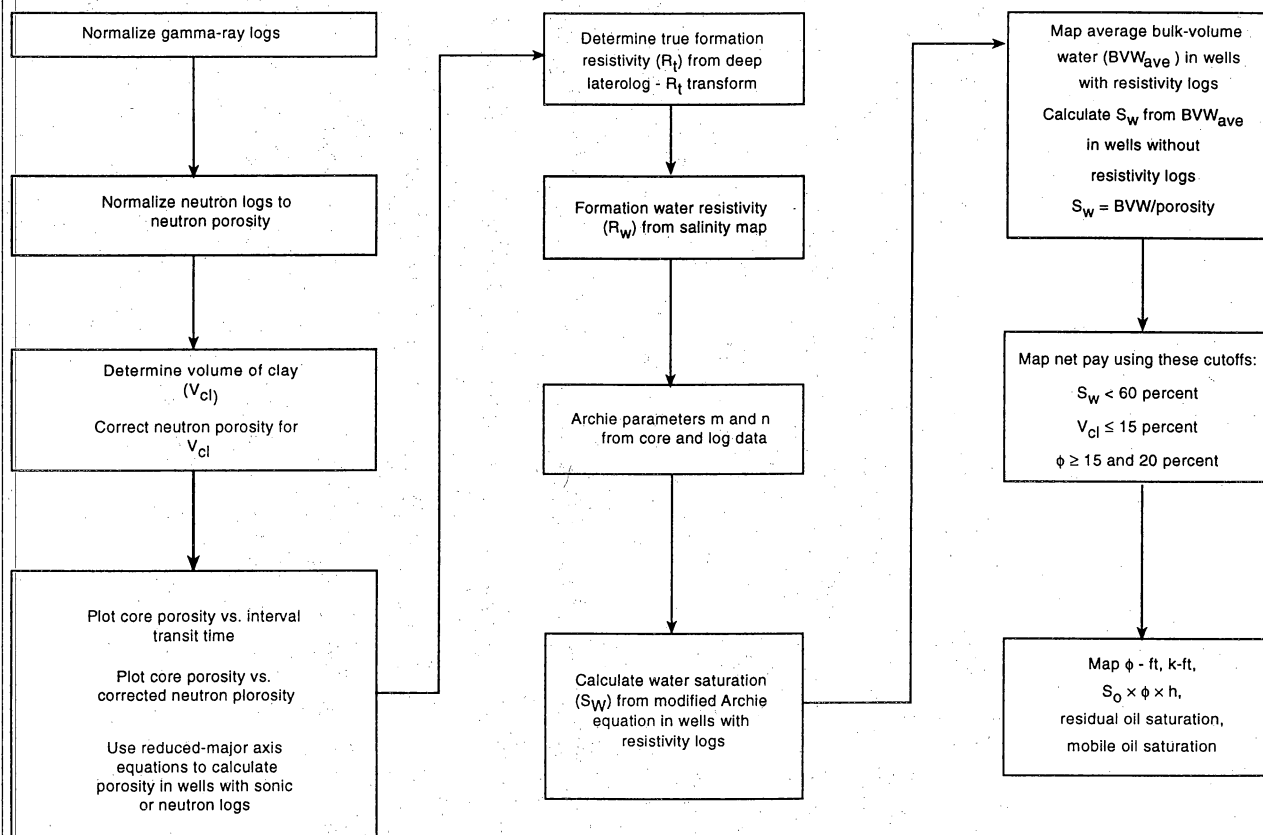 Normalize gamma-ray logs
Normalize neutron logs to
neutron porosity
Determine volume of clay
(Vcl)
Correct neutron porosity for
Vcl
Plot core porosity vs. interval
transit time
Plot core porosity vs.
corrected neutron plorosity
Use reduced-major axis
equations to calculate
porosity in wells with sonic
or neutron logs
Determine true formation
resistivity (Rt) from deep
laterolog - Rt transform
Formation water resistivity
(Rw) from salinity map
Archie parameters m and n
from core and log data
Calculate water saturation
(SW) from modified Archie
equation in wells with
resistivity logs
Map average bulk-volume
water (BVWave) in wells
with resistivity logs
Calculate Sw from BVWave
in wells without
resistivity logs
Sw = BVW/porosity
Map net pay using these cutoffs:
Sw < 60 percent
Vcl ≤ 15 percent
ϕ ≥ 15 and 20 percent
Map ϕ - ft, k-ft,
So × ϕ × h,
residual oil saturation,
mobile oil saturation